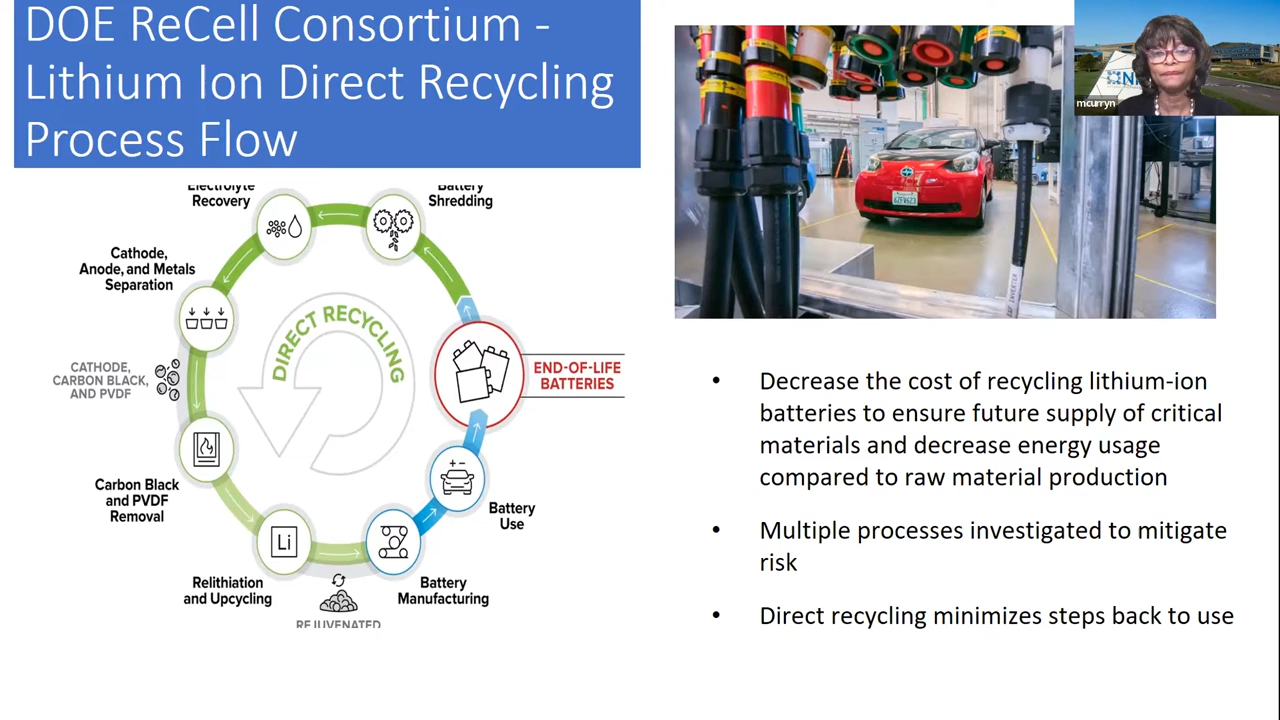 DOE ReCell Consortium -
Lithium Ion Direct Recycling
Process Flow
Electrolyte
Recovery
Battery
Shredding
Cathode,
Anode, and Metals
Separation
DIRECT RECYCLING
CATHODE,
CARBON BLACK,
AND PVDF
END-OF-LIFE
BATTERIES
Carbon Black
and PVDF
Removal
Li
Battery
Use
Relithiation
and Upcycling
Battery
Manufacturing
REJUVENATED
mcurryn
• Decrease the cost of recycling lithium-ion
batteries to ensure future supply of critical
materials and decrease energy usage
compared to raw material production
• Multiple processes investigated to mitigate
risk
• Direct recycling minimizes steps back to use